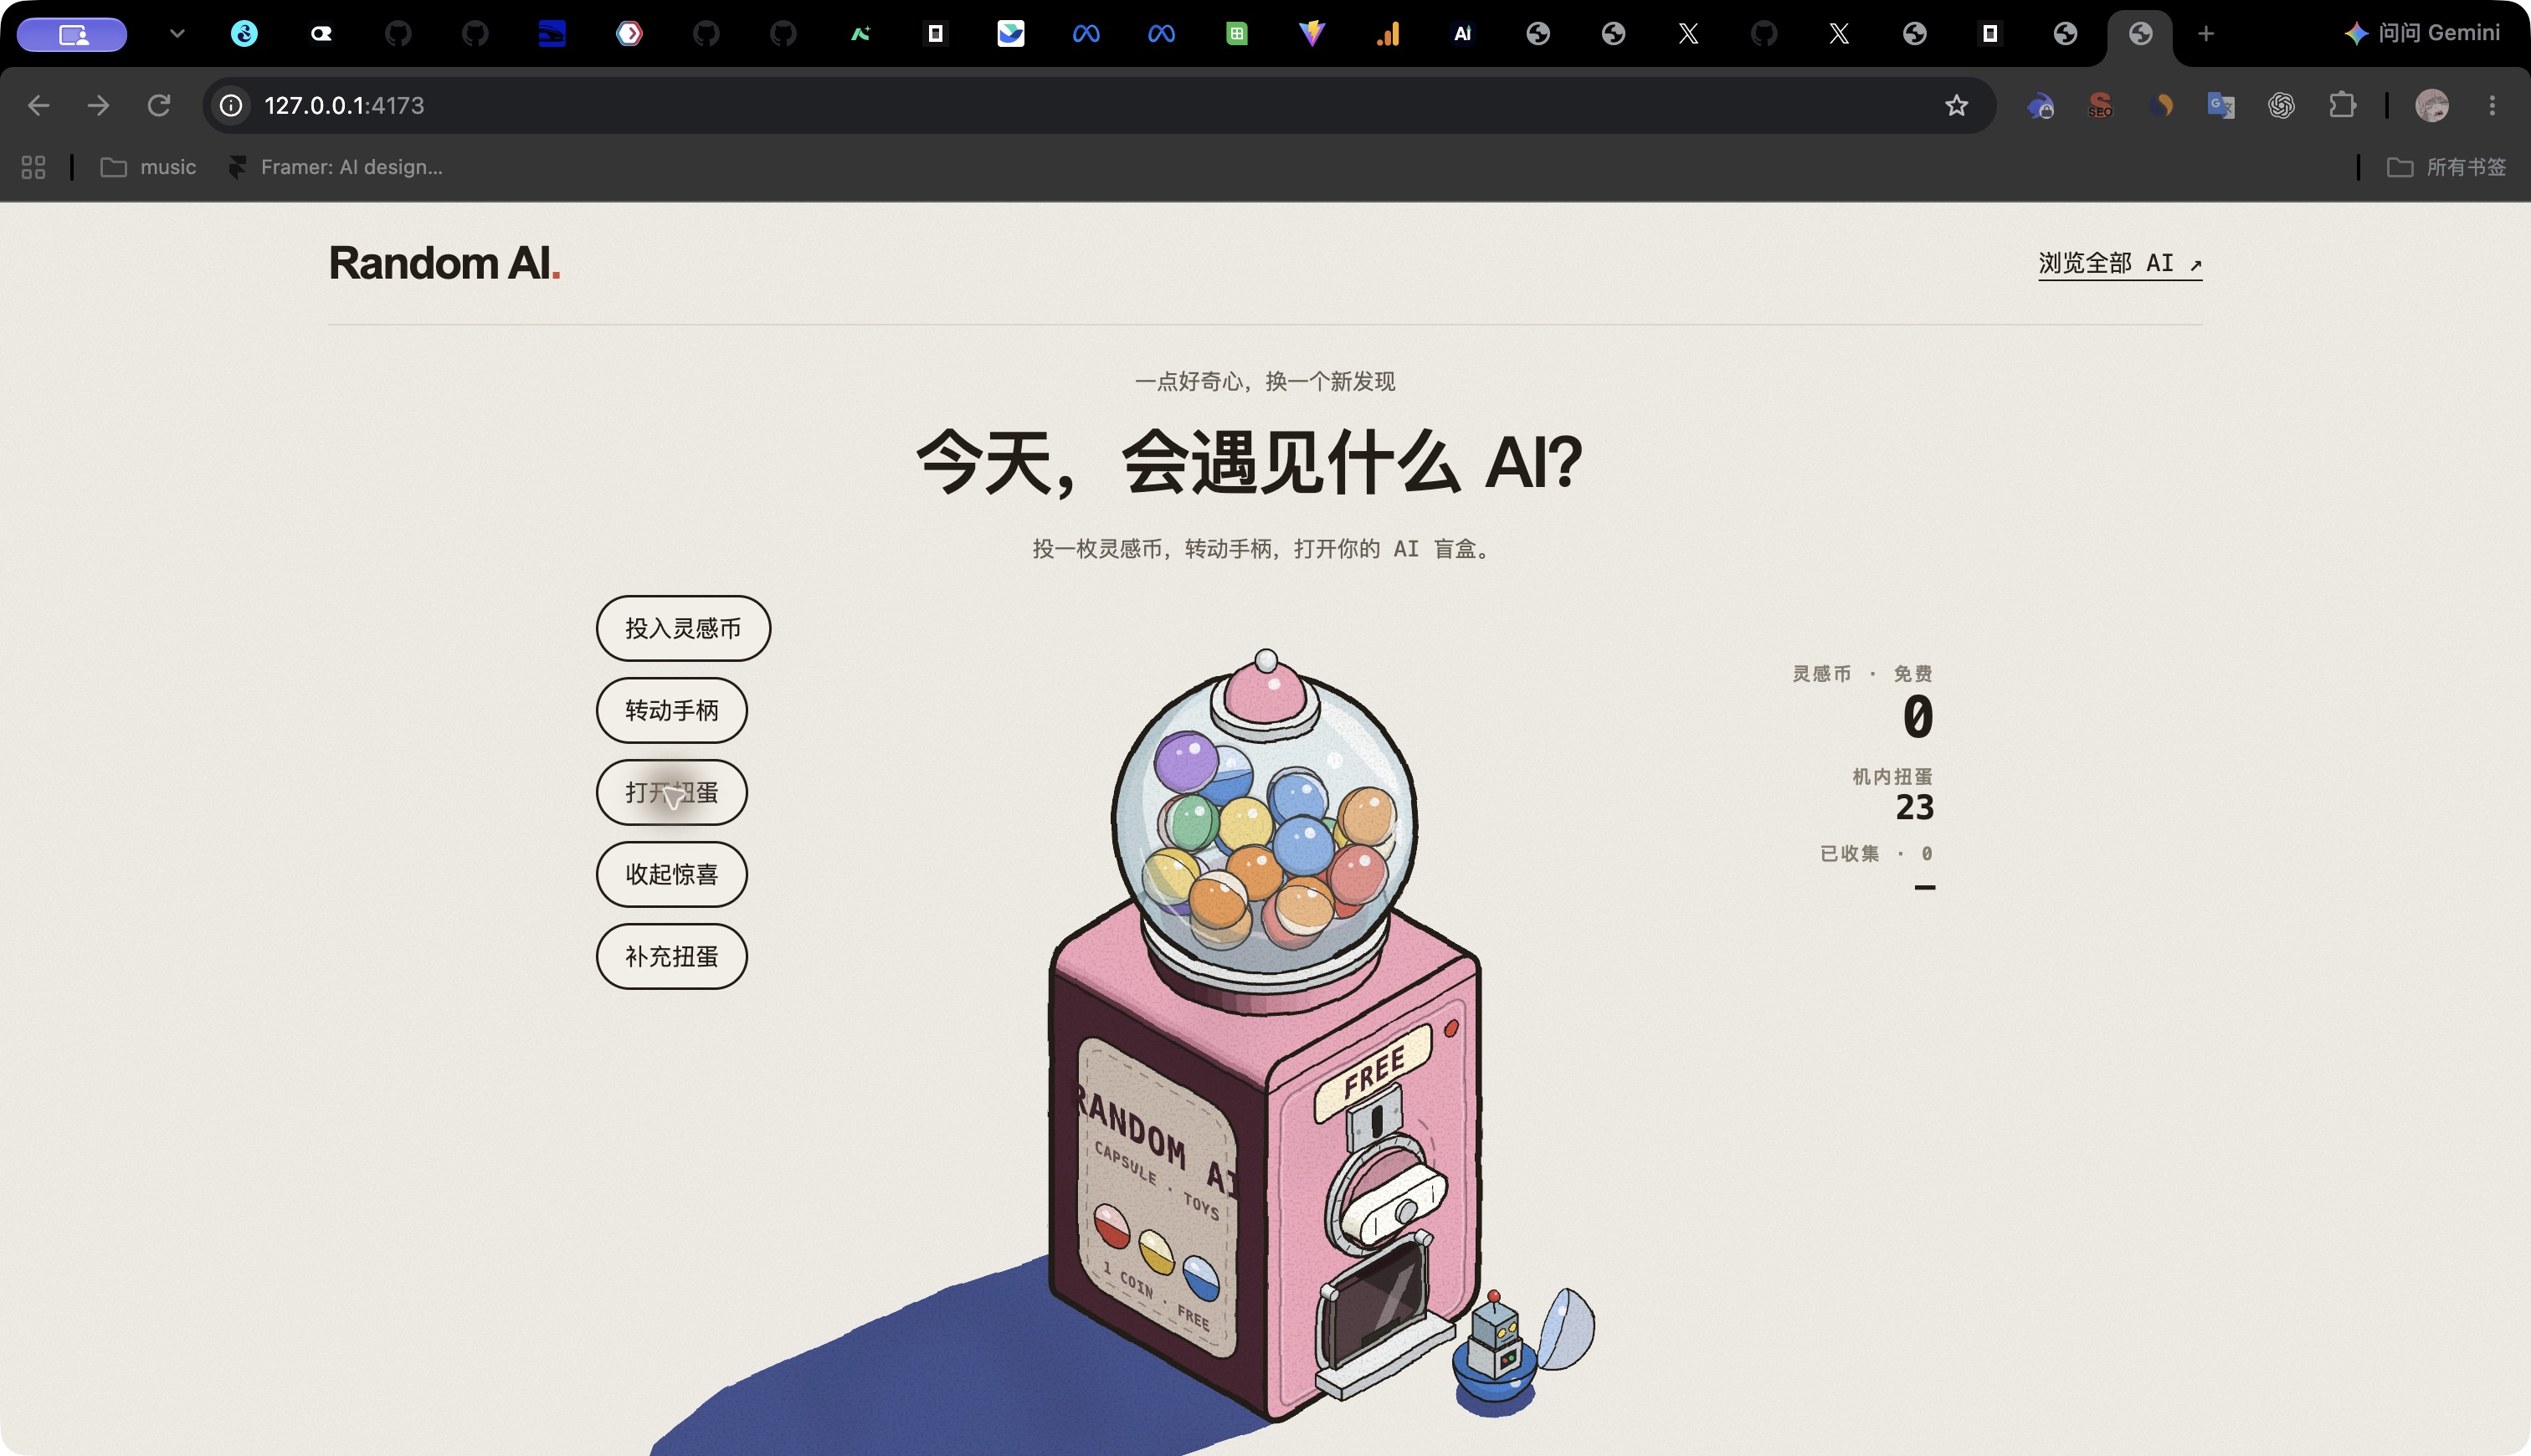 问问 Gemini
127.0.0.1:4173
SEO
music
Framer: AI design...
所有书签
Random AI.
浏览全部 AI ↗
一点好奇心，换一个新发现
今天，会遇见什么 AI?
投一枚灵感币，转动手柄，打开你的 AI 盲盒。
投入灵感币
转动手柄
打开扭蛋
收起惊喜
补充扭蛋
灵感币 · 免费
0
机内扭蛋
23
已收集 · 0
—
FREE
RANDOM AI
CAPSULE · TOYS
1 COIN · FREE